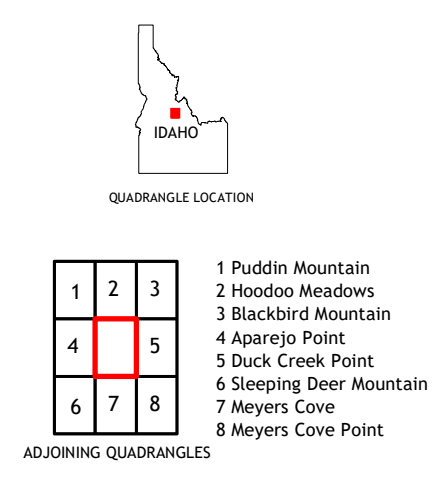 IDAHO
QUADRANGLE LOCATION
1 2 3
4 5
6 7 8
1 Puddin Mountain
2 Hoodoo Meadows
3 Blackbird Mountain
4 Aparejo Point
5 Duck Creek Point
6 Sleeping Deer Mountain
7 Meyers Cove
8 Meyers Cove Point
ADJOINING QUADRANGLES